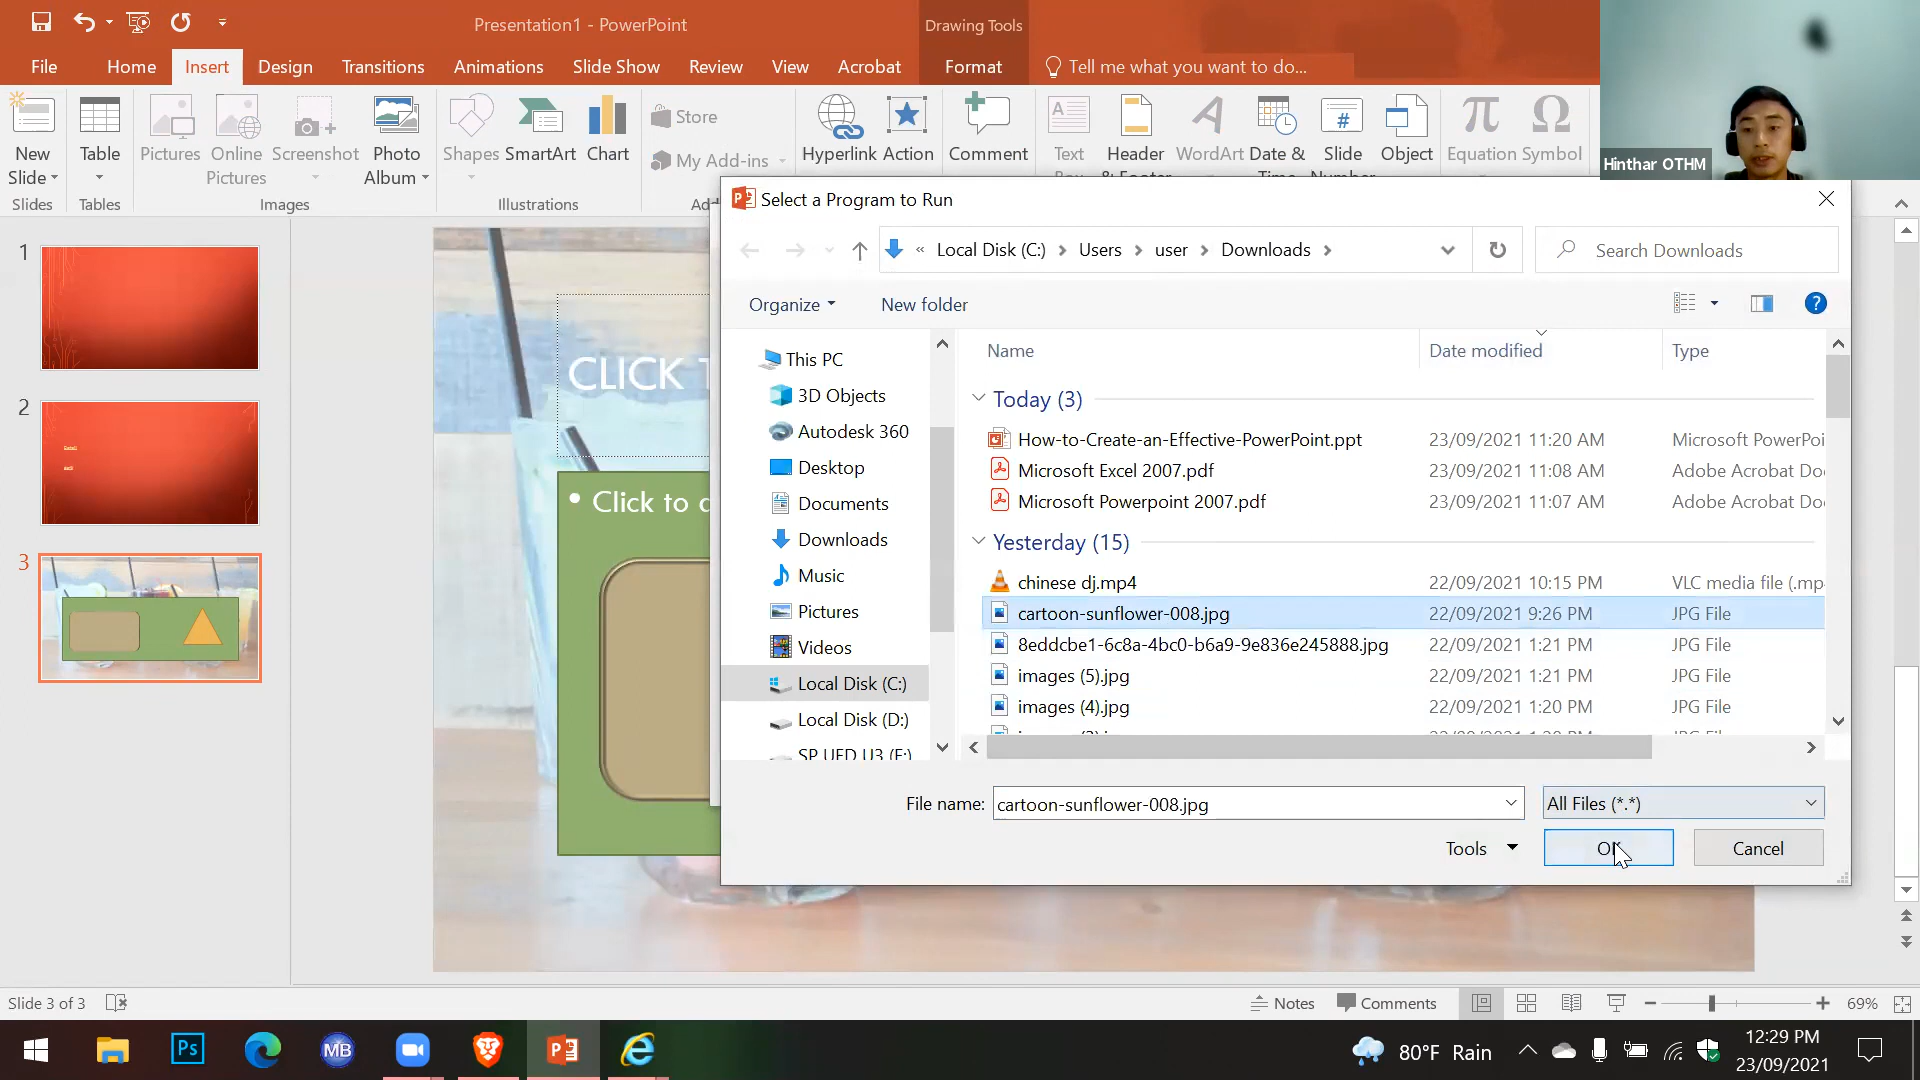 Presentation1 - PowerPoint
Drawing Tools
File
Home
Insert
Design
Transitions
Animations
Slide Show
Review
View
Acrobat
Format
Tell me what you want to do...
New
Slide
Table
Pictures
Online
Pictures
Screenshot
Photo
Album
Shapes
SmartArt
Chart
Store
My Add-ins
Hyperlink
Action
Comment
Text
Header
WordArt
Date &
Slide
Object
Equation
Symbol
Slides
Tables
Images
Illustrations
Hinthar OTHM
Select a Program to Run
Local Disk (C:)
Users
user
Downloads
Search Downloads
Organize
New folder
This PC
3D Objects
Autodesk 360
Desktop
Documents
Downloads
Music
Pictures
Videos
Local Disk (C:)
Local Disk (D:)
Name
Date modified
Type
Today (3)
How-to-Create-an-Effective-PowerPoint.ppt 23/09/2021 11:20 AM Microsoft PowerPoi
Microsoft Excel 2007.pdf 23/09/2021 11:08 AM Adobe Acrobat Do
Microsoft Powerpoint 2007.pdf 23/09/2021 11:07 AM Adobe Acrobat Do
Yesterday (15)
chinese dj.mp4 22/09/2021 10:15 PM VLC media file (.mp
cartoon-sunflower-008.jpg 22/09/2021 9:26 PM JPG File
8eddcbe1-6c8a-4bc0-b6a9-9e836e245888.jpg 22/09/2021 1:21 PM JPG File
images (5).jpg 22/09/2021 1:21 PM JPG File
images (4).jpg 22/09/2021 1:20 PM JPG File
File name: cartoon-sunflower-008.jpg
All Files (*.*)
Tools
OK
Cancel
1
2
3
CLICK T
• Click to
Slide 3 of 3
Notes
Comments
69%
Ps
MB
80°F Rain
12:29 PM
23/09/2021